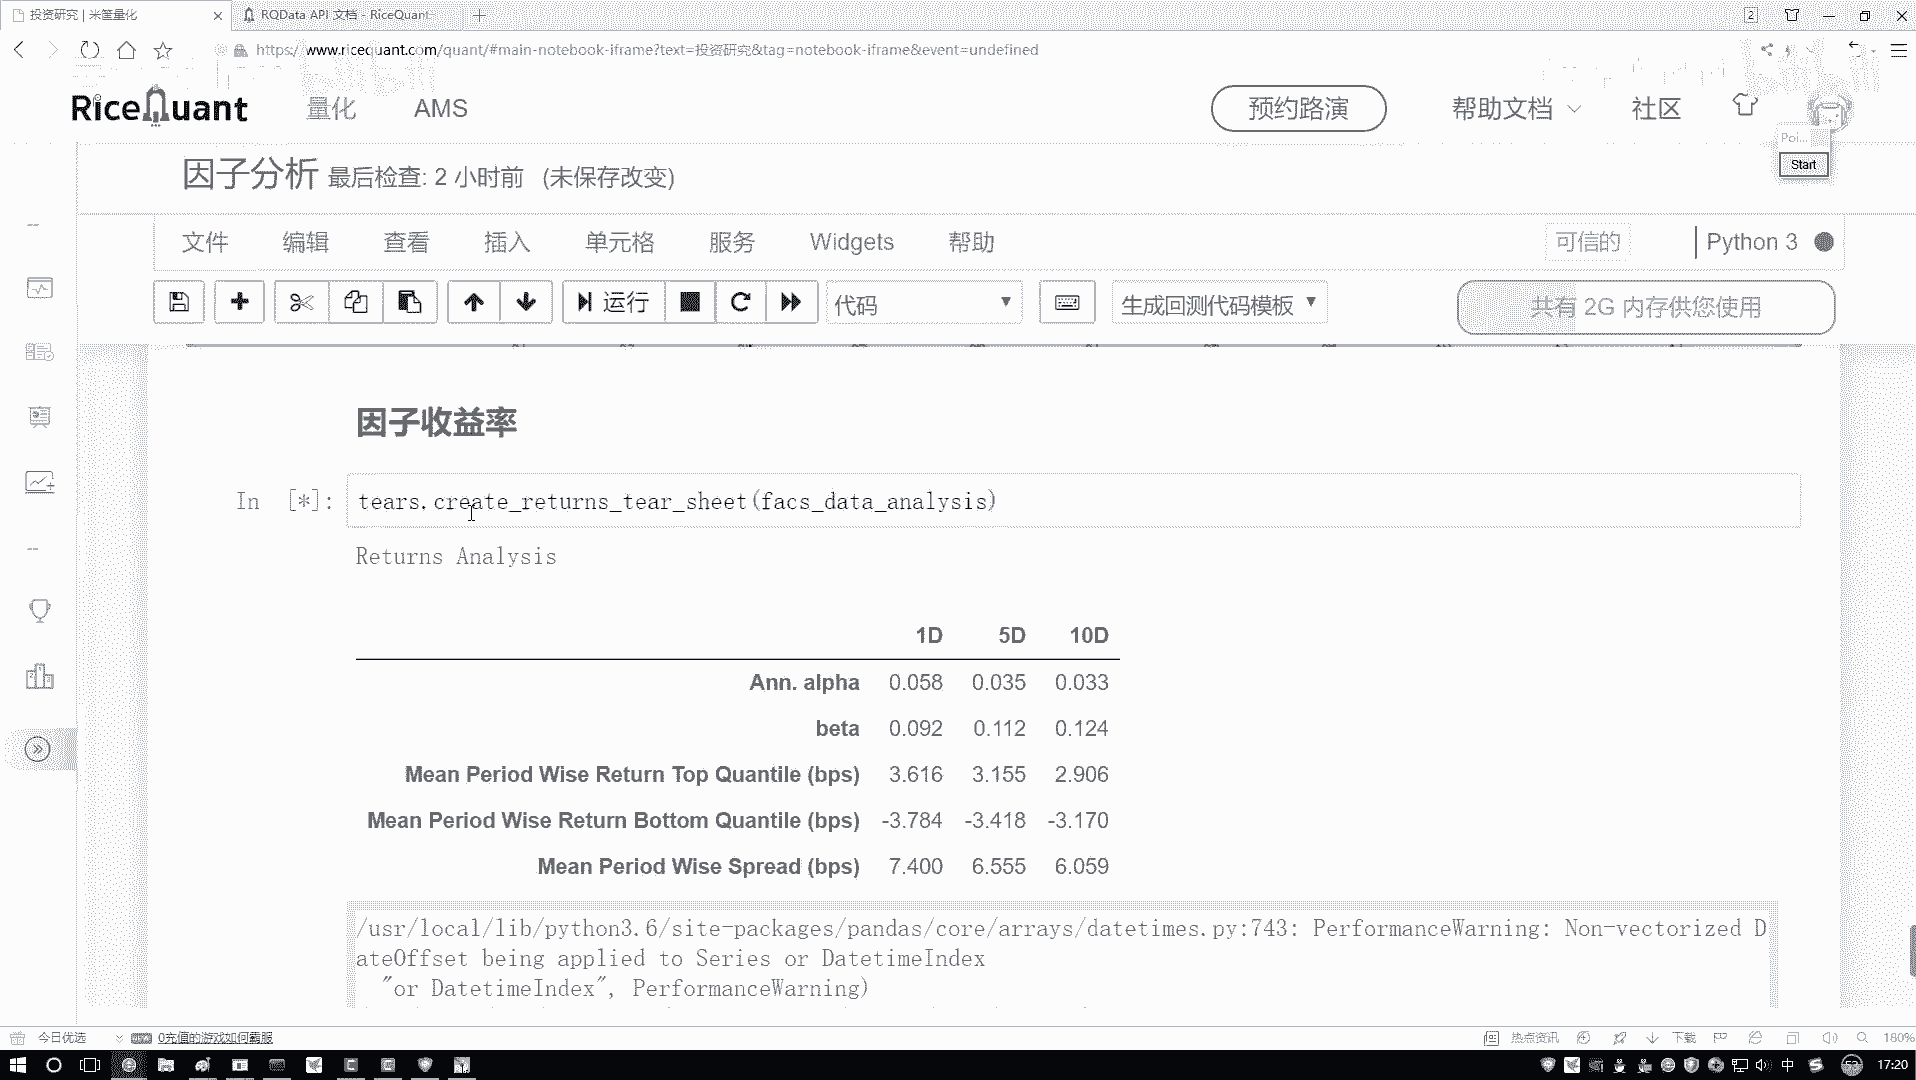 投资研究 | 米筐量化
RQData API 文档 - RiceQuant
2
https://www.ricequant.com/quant/#main-notebook-iframe?text=投资研究&tag=notebook-iframe&event=undefined
RiceQuant
量化
AMS
预约路演
帮助文档
社区
Poi...
Start
因子分析 最后检查: 2 小时前 (未保存改变)
文件 编辑 查看 插入 单元格 服务 Widgets 帮助
可信的
Python 3
运行
代码
生成回测代码模板
共有 2G 内存供您使用
因子收益率
In [*]: tears.create_returns_tear_sheet(facs_data_analysis)
Returns Analysis
1D 5D 10D
Ann. alpha 0.058 0.035 0.033
beta 0.092 0.112 0.124
Mean Period Wise Return Top Quantile (bps) 3.616 3.155 2.906
Mean Period Wise Return Bottom Quantile (bps) -3.784 -3.418 -3.170
Mean Period Wise Spread (bps) 7.400 6.555 6.059
/usr/local/lib/python3.6/site-packages/pandas/core/arrays/datetimes.py:743: PerformanceWarning: Non-vectorized D
ateOffset being applied to Series or DatetimeIndex
"or DatetimeIndex", PerformanceWarning)
今日优选
0充值的游戏如何霸服
热点资讯
下载
180%
中
17:20